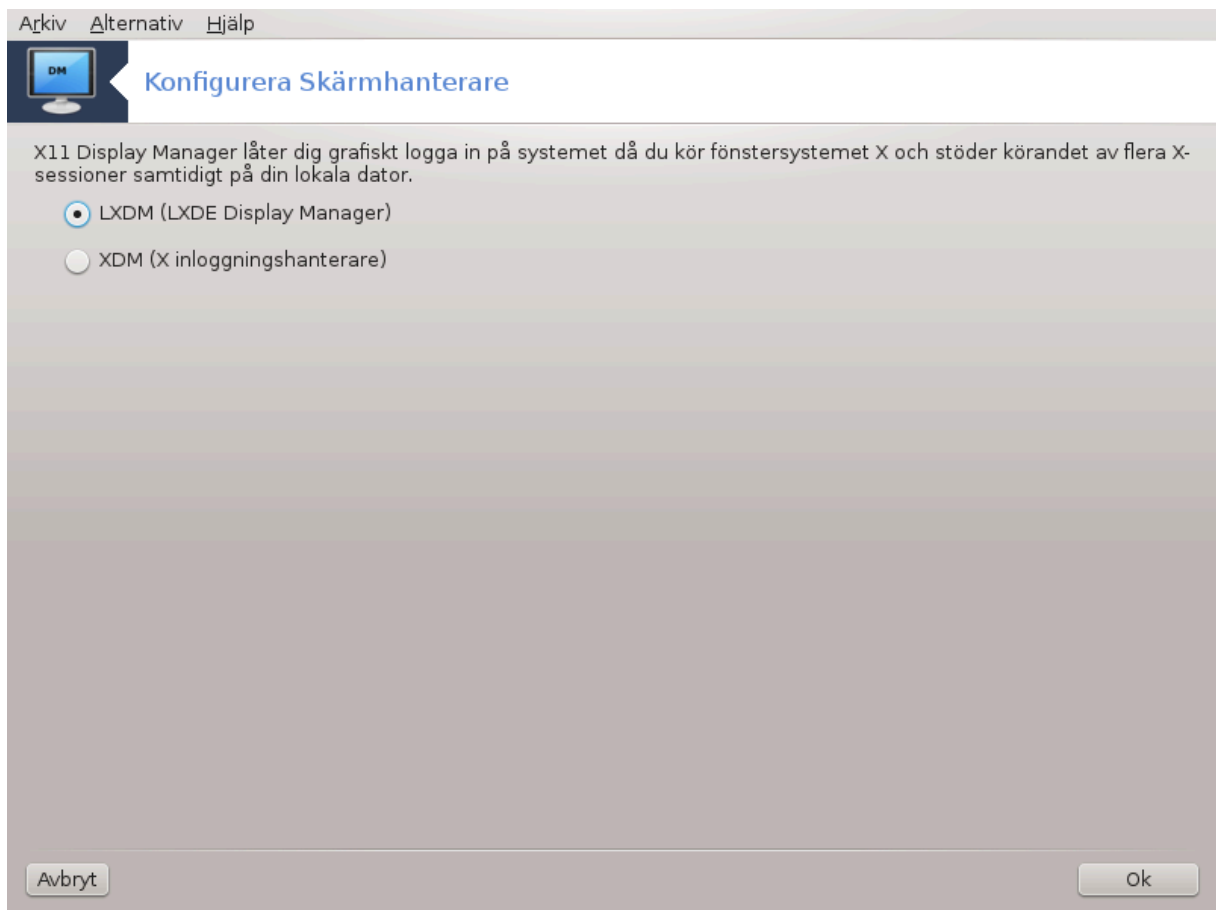 Arkiv Alternativ Hjälp
DM
Konfigurera Skärmhanterare
X11 Display Manager låter dig grafiskt logga in på systemet då du kör fönstersystemet X och stöder körandet av flera X-
sessioner samtidigt på din lokala dator.
LXDM (LXDE Display Manager)
XDM (X inloggningshanterare)
Avbryt Ok